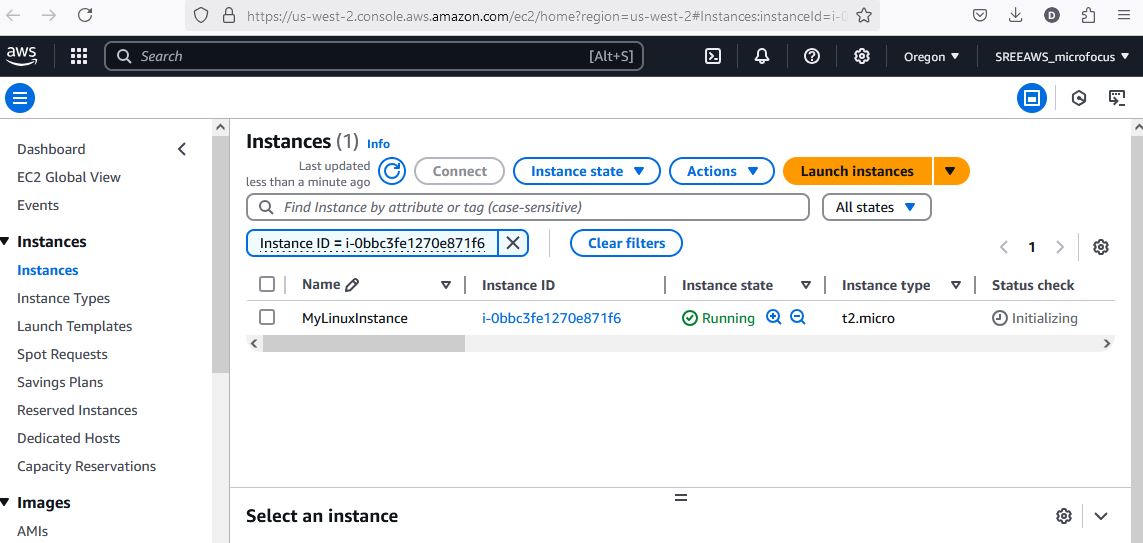 https://us-west-2.console.aws.amazon.com/ec2/home?region=us-west-2#Instances:instanceId=i-0
D
aws Search [Alt+S] Oregon SREEAWS_microfocus
Dashboard
EC2 Global View
Events
Instances
Instances
Instance Types
Launch Templates
Spot Requests
Savings Plans
Reserved Instances
Dedicated Hosts
Capacity Reservations
Images
AMIs
Instances (1) Info
Last updated
less than a minute ago
Connect Instance state Actions Launch instances
Find Instance by attribute or tag (case-sensitive) All states
Instance ID = i-0bbc3fe1270e871f6 Clear filters 1
Name Instance ID Instance state Instance type Status check
MyLinuxInstance i-0bbc3fe1270e871f6 Running t2.micro Initializing
Select an instance